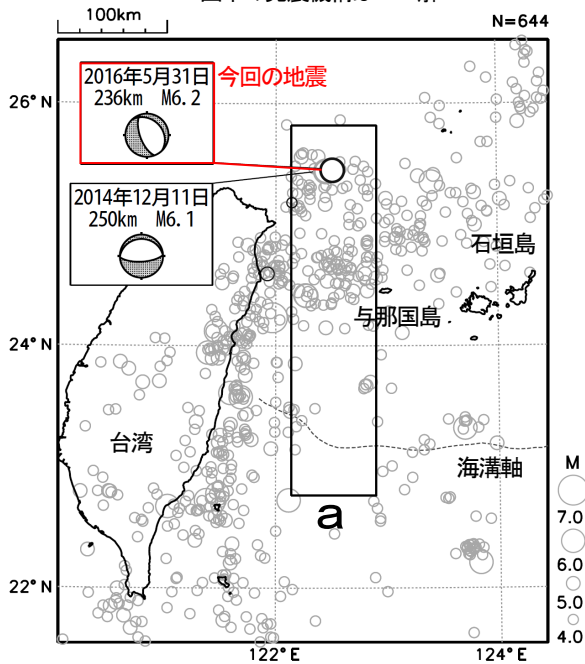 100km
N=644
26°N
2016年5月31日
236km M6.2
今回の地震
2014年12月11日
250km M6.1
石垣島
与那国島
24°N
台湾
海溝軸
a
22°N
122°E
124°E
M
7.0
6.0
5.0
4.0